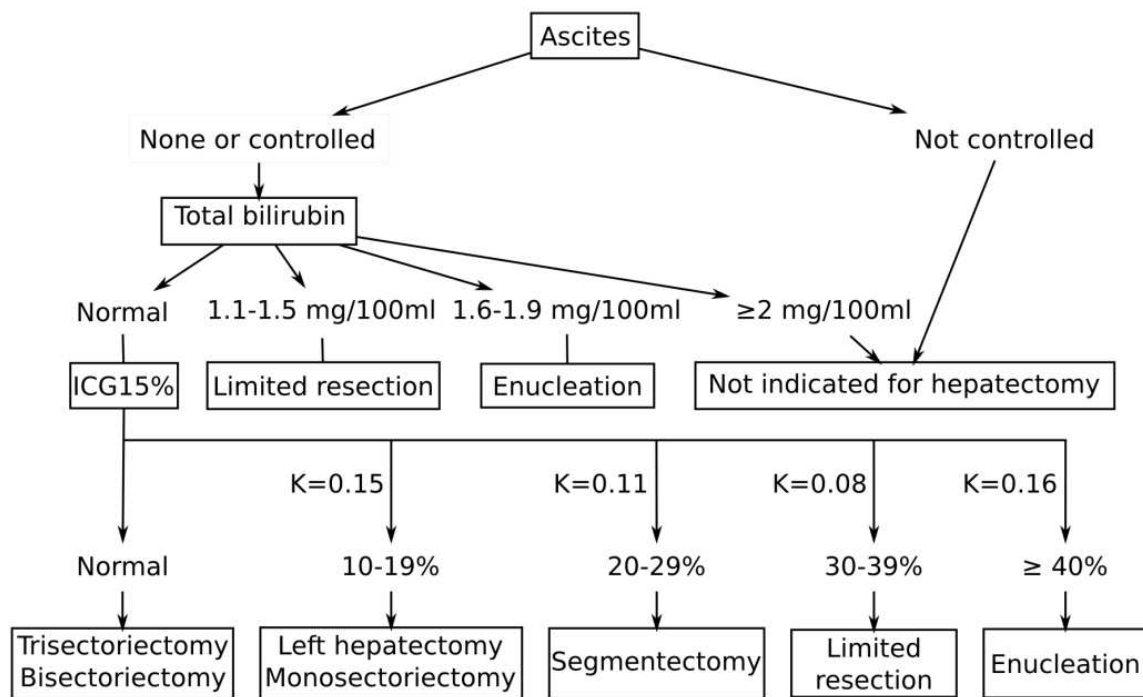 Ascites
None or controlled
Not controlled
Total bilirubin
Normal
1.1-1.5 mg/100ml
1.6-1.9 mg/100ml
≥2 mg/100ml
ICG15%
Limited resection
Enucleation
Not indicated for hepatectomy
K=0.15
K=0.11
K=0.08
K=0.16
Normal
10-19%
20-29%
30-39%
≥ 40%
Trisectoriectomy
Bisectoriectomy
Left hepatectomy
Monosectoriectomy
Segmentectomy
Limited
resection
Enucleation